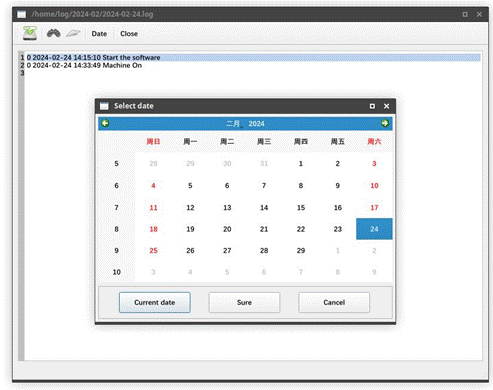 /home/log/2024-02/2024-02-24.log
Date Close
1 0 2024-02-24 14:15:10 Start the software
2 0 2024-02-24 14:33:49 Machine On
3
Select date
二月 2024
周日 周一 周二 周三 周四 周五 周六
5 28 29 30 31 1 2 3
6 4 5 6 7 8 9 10
7 11 12 13 14 15 16 17
8 18 19 20 21 22 23 24
9 25 26 27 28 29 1 2
10 3 4 5 6 7 8 9
Current date Sure Cancel